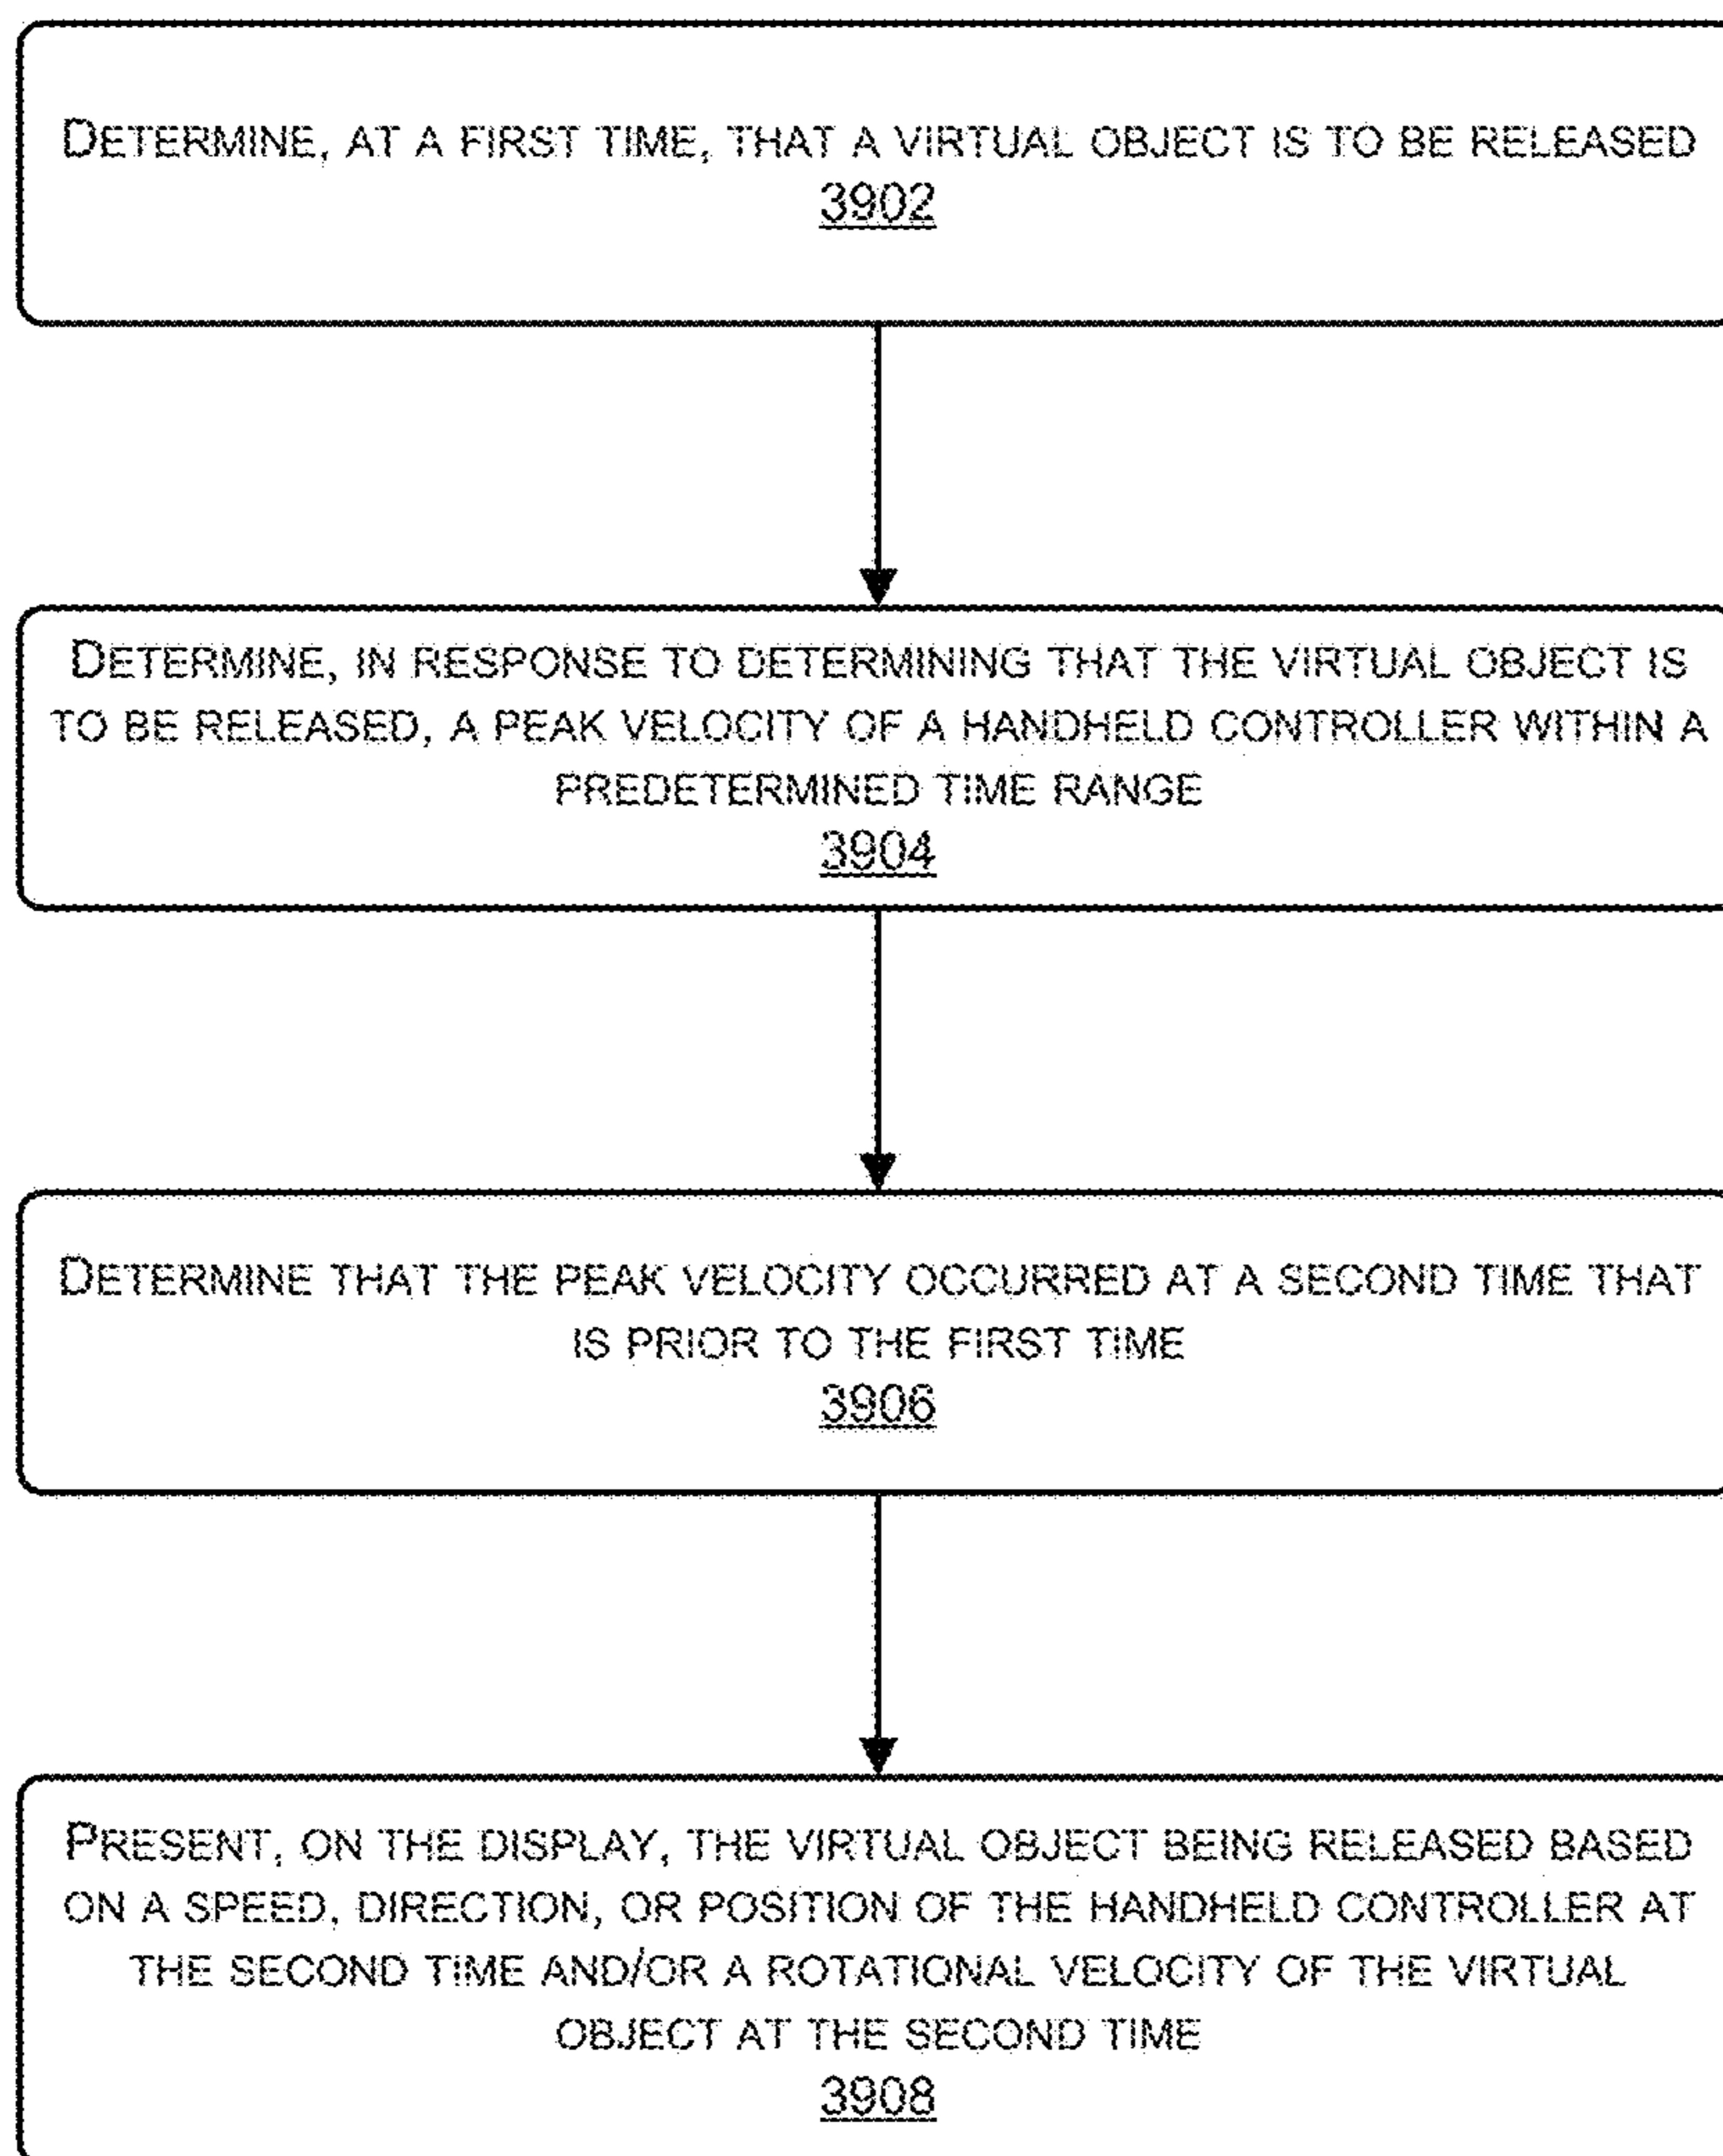 DETERMINE, AT A FIRST TIME, THAT A VIRTUAL OBJECT IS TO BE RELEASED
3902
DETERMINE, IN RESPONSE TO DETERMINING THAT THE VIRTUAL OBJECT IS
TO BE RELEASED, A PEAK VELOCITY OF A HANDHELD CONTROLLER WITHIN A
PREDETERMINED TIME RANGE
3904
DETERMINE THAT THE PEAK VELOCITY OCCURRED AT A SECOND TIME THAT
IS PRIOR TO THE FIRST TIME
3906
PRESENT, ON THE DISPLAY, THE VIRTUAL OBJECT BEING RELEASED BASED
ON A SPEED, DIRECTION, OR POSITION OF THE HANDHELD CONTROLLER AT
THE SECOND TIME AND/OR A ROTATIONAL VELOCITY OF THE VIRTUAL
OBJECT AT THE SECOND TIME
3908